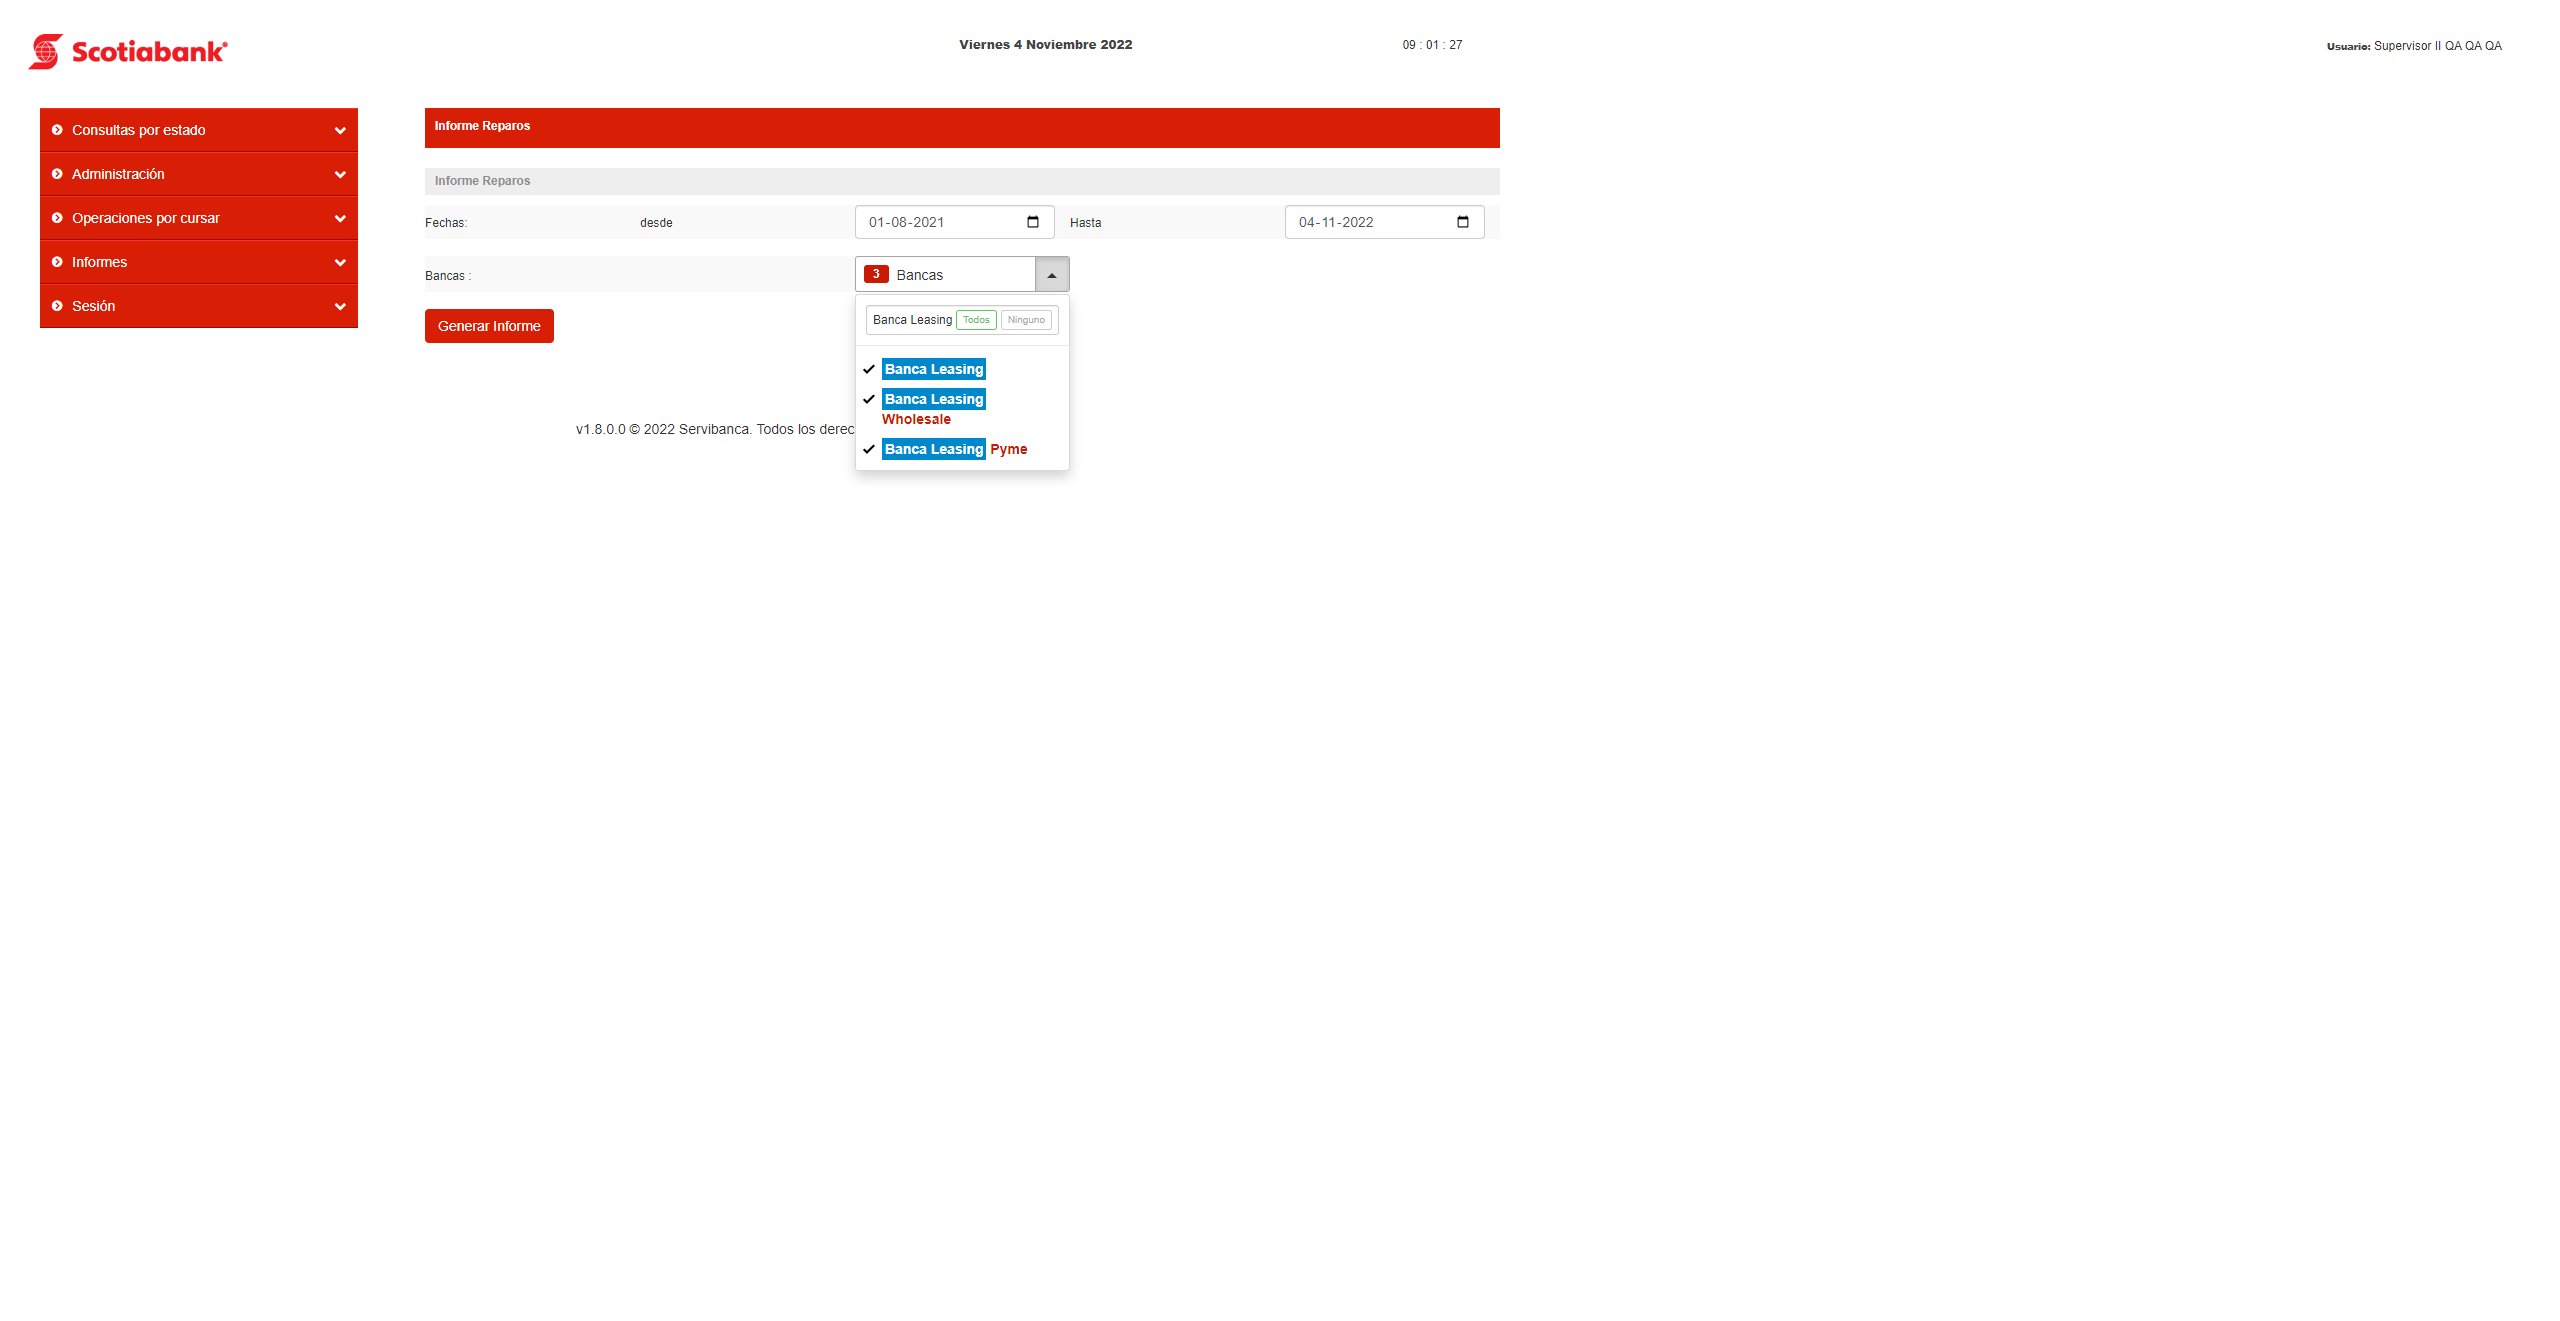 Scotiabank®
Viernes 4 Noviembre 2022
09 : 01 : 27
Usuario: Supervisor II QA QA QA
Consultas por estado
Administración
Operaciones por cursar
Informes
Sesión
Informe Reparos
Informe Reparos
Fechas: desde 01-08-2021 Hasta 04-11-2022
Bancas : 3 Bancas
Banca Leasing Todos Ninguno
Generar Informe
Banca Leasing
Banca Leasing
Wholesale
Banca Leasing Pyme
v1.8.0.0 © 2022 Servibanca. Todos los derec